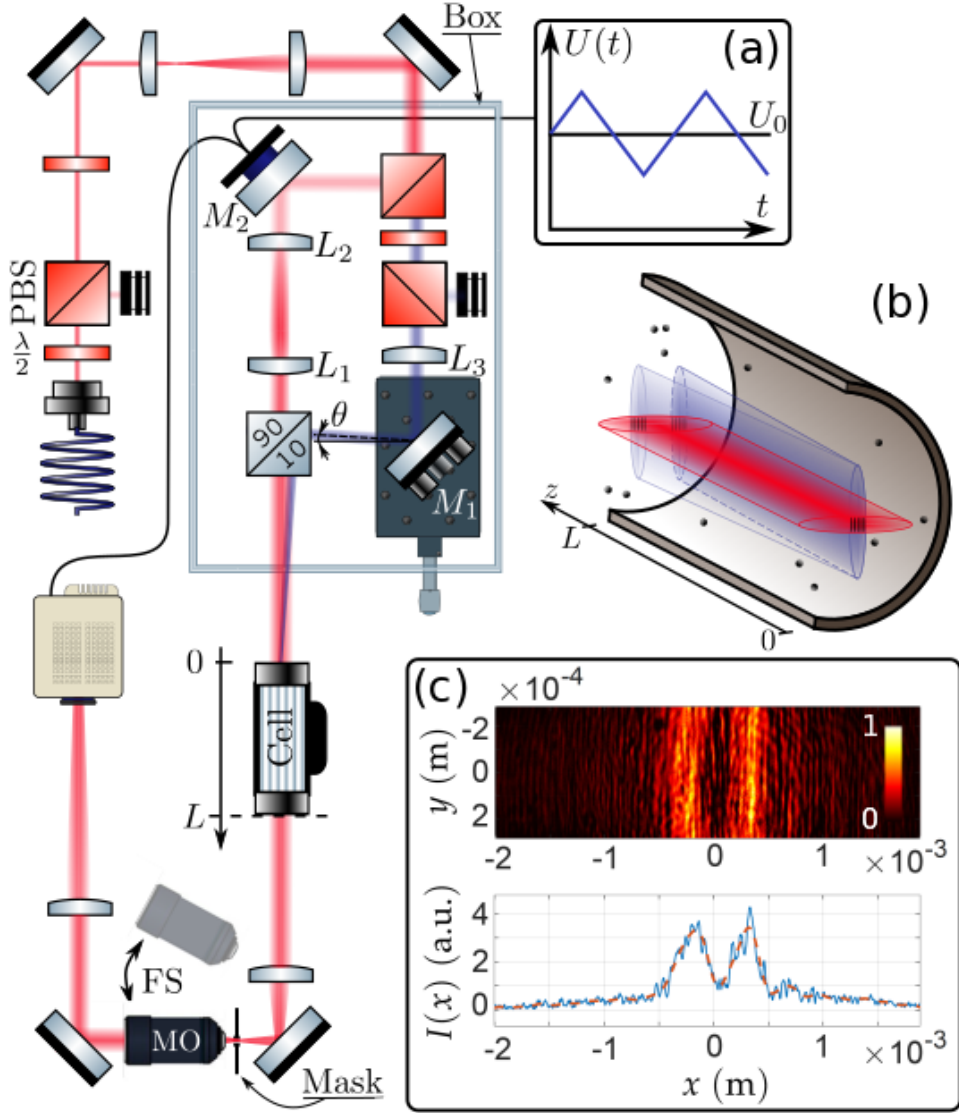 Box
(a)
U(t)
U₀
t
M₂
L₂
PBS
λ/2
L₁
L₃
θ
90
10
M₁
(b)
z
L
0
0
Cell
L
FS
MO
Mask
(c)
× 10⁻⁴
-2
0
2
y (m)
1
0
-2 -1 0 1 × 10⁻³
4
2
0
I(x) (a.u.)
-2 -1 0 1 × 10⁻³
x (m)